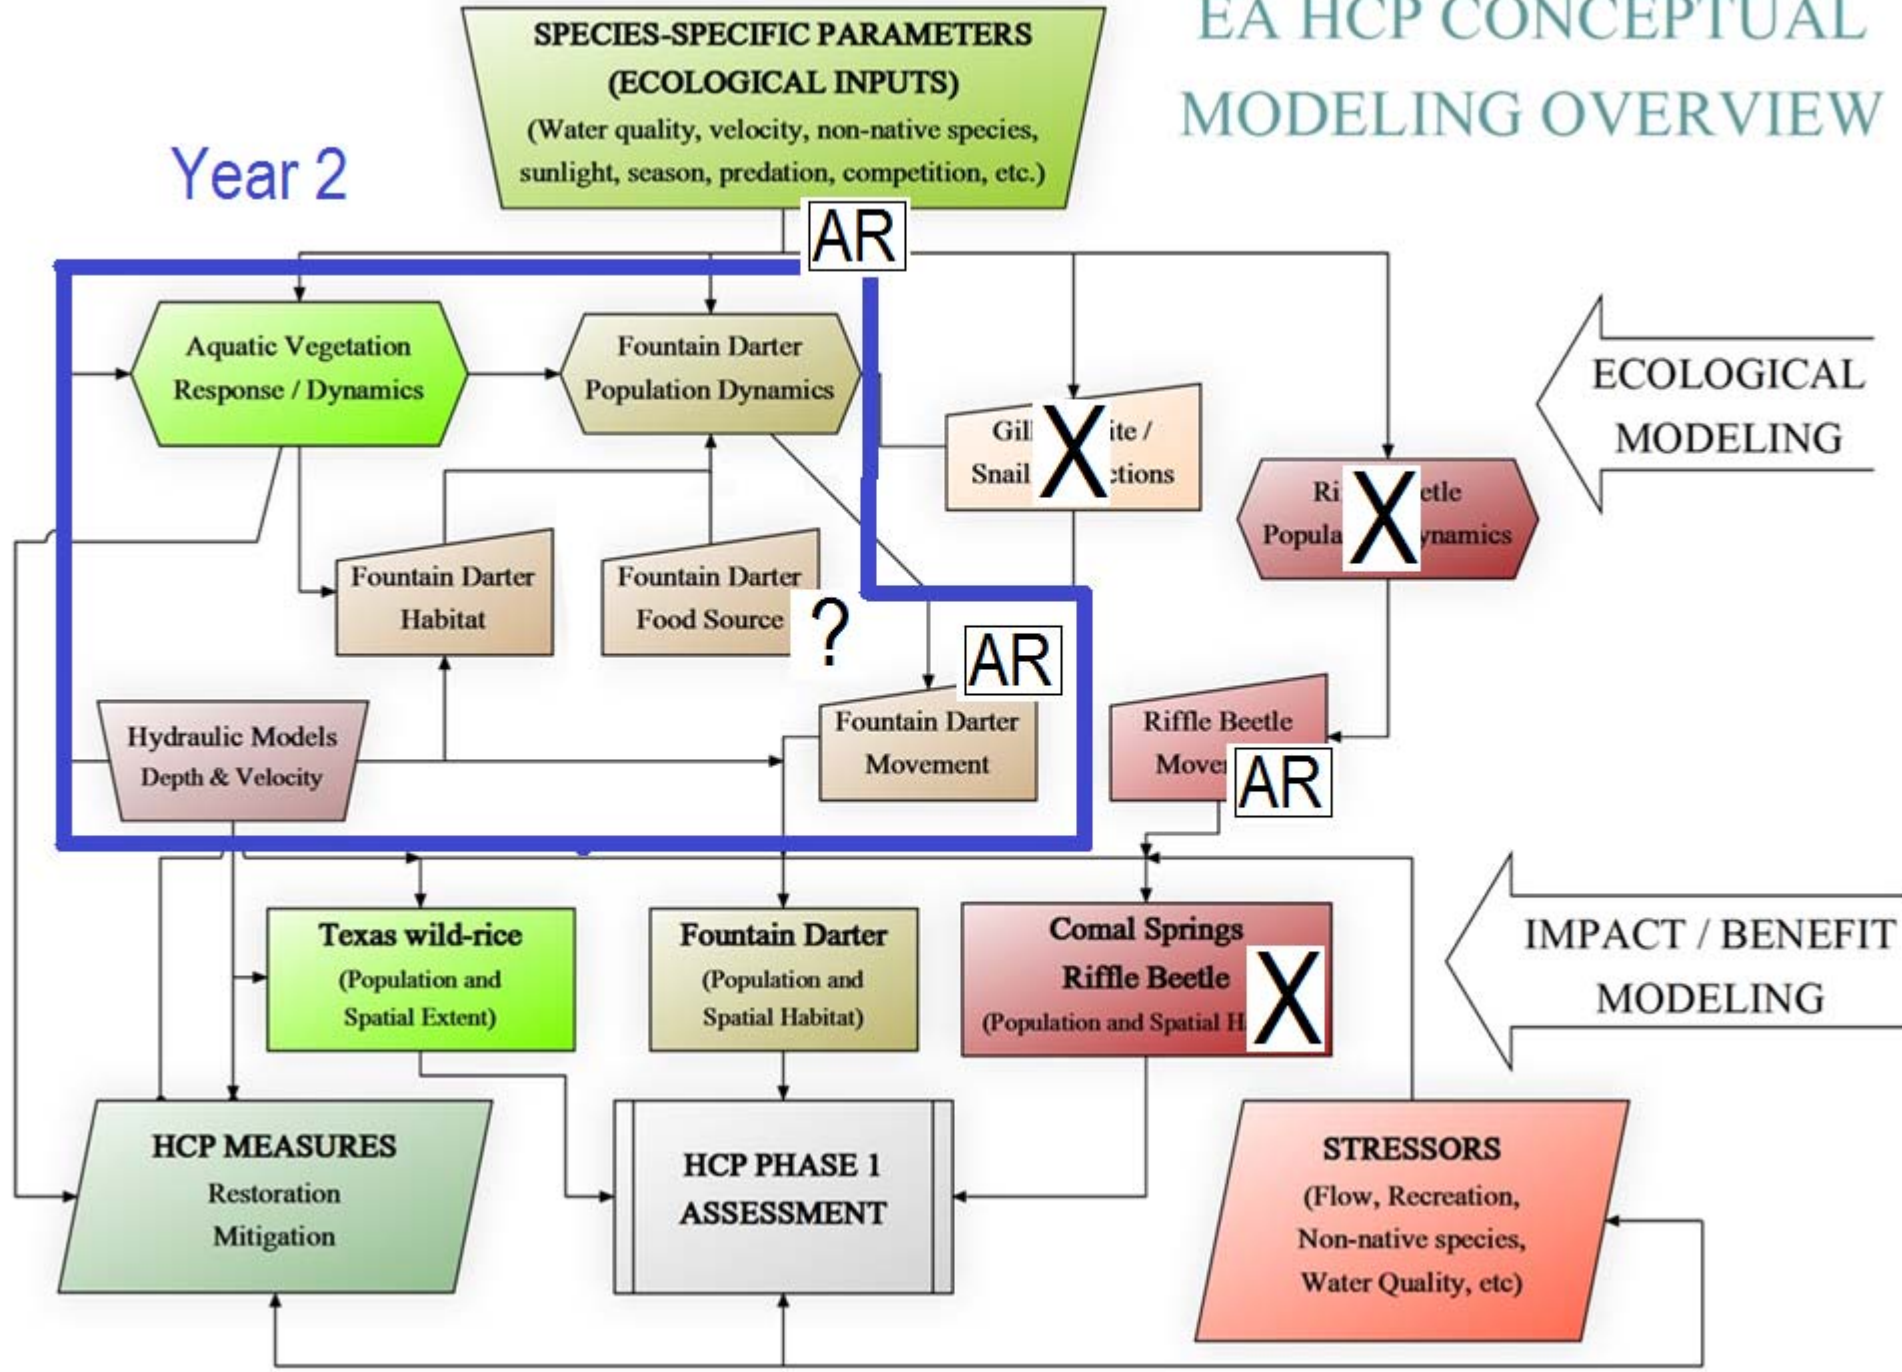 EA HCP CONCEPTUAL
MODELING OVERVIEW
SPECIES-SPECIFIC PARAMETERS
(ECOLOGICAL INPUTS)
(Water quality, velocity, non-native species,
sunlight, season, predation, competition, etc.)
Year 2
AR
Aquatic Vegetation
Response / Dynamics
Fountain Darter
Population Dynamics
X
Snail
X
ECOLOGICAL
MODELING
Fountain Darter
Habitat
Fountain Darter
Food Source
?
AR
Hydraulic Models
Depth & Velocity
Fountain Darter
Movement
Riffle Beetle
AR
Texas wild-rice
(Population and
Spatial Extent)
Fountain Darter
(Population and
Spatial Habitat)
Comal Springs
Riffle Beetle
(Population and Spatial
X
IMPACT / BENEFIT
MODELING
HCP MEASURES
Restoration
Mitigation
HCP PHASE 1
ASSESSMENT
STRESSORS
(Flow, Recreation,
Non-native species,
Water Quality, etc)